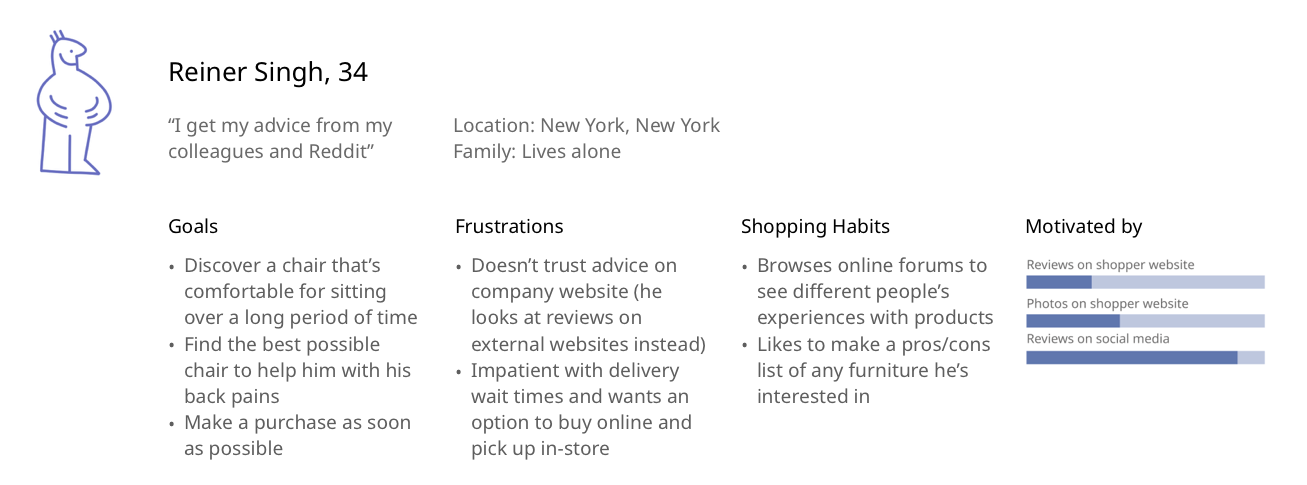 Reiner Singh, 34
“I get my advice from my
colleagues and Reddit”
Location: New York, New York
Family: Lives alone
Goals
• Discover a chair that’s
comfortable for sitting
over a long period of time
• Find the best possible
chair to help him with his
back pains
• Make a purchase as soon
as possible
Frustrations
• Doesn’t trust advice on
company website (he
looks at reviews on
external websites instead)
• Impatient with delivery
wait times and wants an
option to buy online and
pick up in-store
Shopping Habits
• Browses online forums to
see different people’s
experiences with products
• Likes to make a pros/cons
list of any furniture he’s
interested in
Motivated by
Reviews on shopper website
Photos on shopper website
Reviews on social media